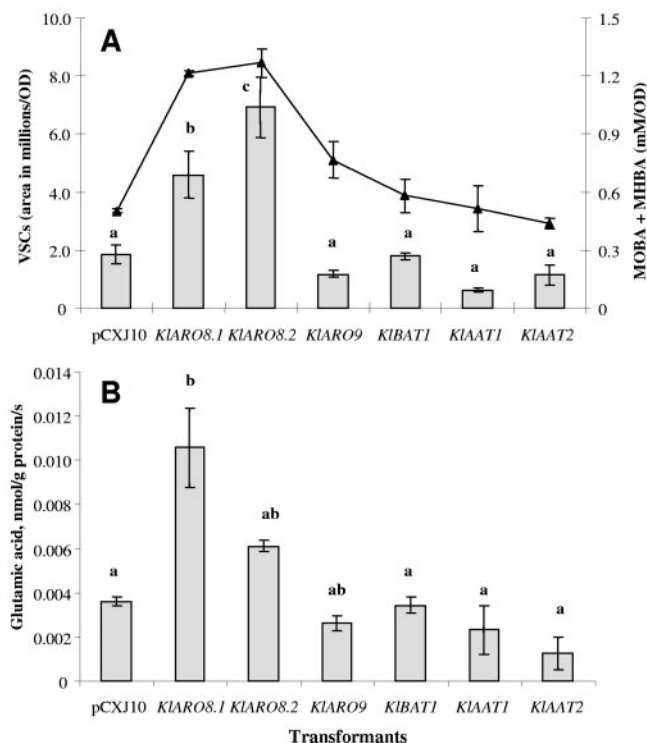 A
10.0
8.0
6.0
4.0
2.0
0
VSCs (area in millions/OD)
1.5
1.2
0.9
0.6
0.3
0
MOBA + MHBA (mM/OD)
a
b
c
a
a
a
a
pCXJ10 KlARO8.1 KlARO8.2 KlARO9 KlBAT1 KlAAT1 KlAAT2
B
0.014
0.012
0.010
0.008
0.006
0.004
0.002
0
Glutamic acid, nmol/g protein/s
a
b
ab
ab
a
a
a
pCXJ10 KlARO8.1 KlARO8.2 KlARO9 KlBAT1 KlAAT1 KlAAT2
Transformants